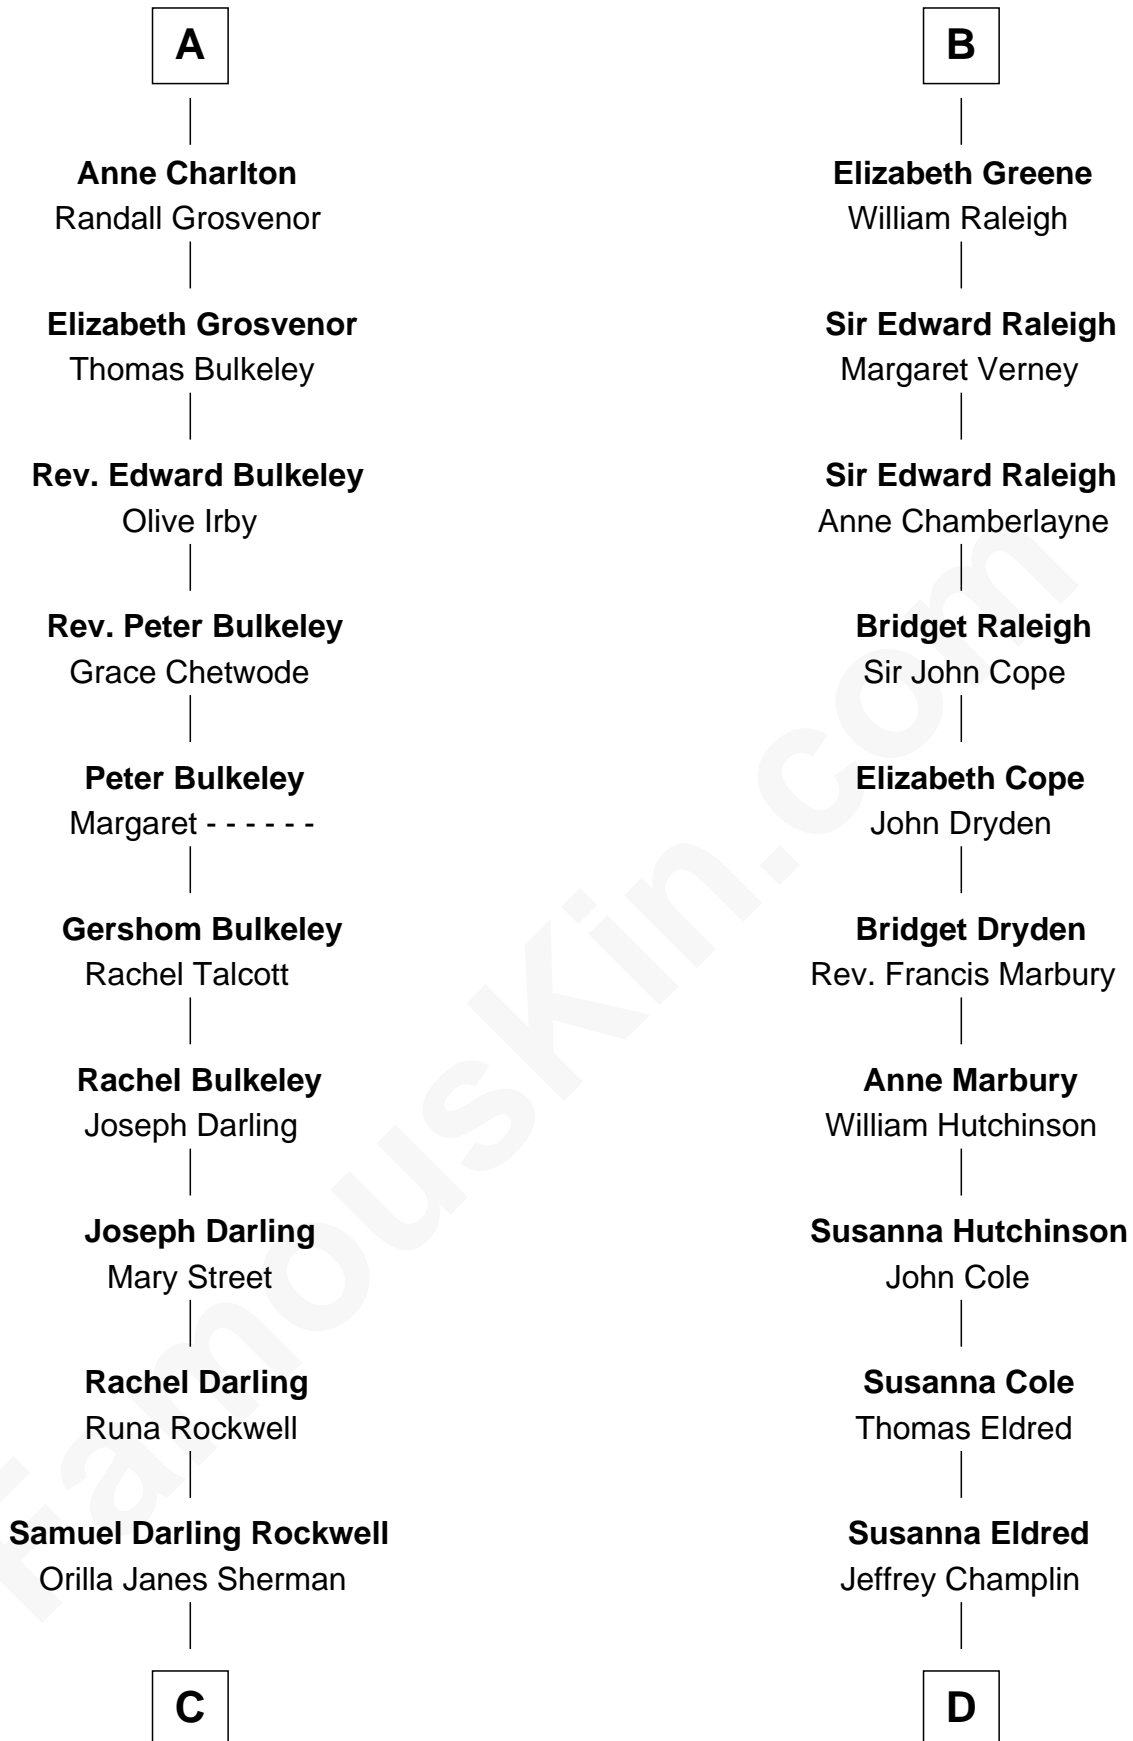 A
Anne Charlton
Randall Grosvenor
Elizabeth Grosvenor
Thomas Bulkeley
Rev. Edward Bulkeley
Olive Irby
Rev. Peter Bulkeley
Grace Chetwode
Peter Bulkeley
Margaret - - - - - -
Gershom Bulkeley
Rachel Talcott
Rachel Bulkeley
Joseph Darling
Joseph Darling
Mary Street
Rachel Darling
Runa Rockwell
Samuel Darling Rockwell
Orilla Janes Sherman
C
B
Elizabeth Greene
William Raleigh
Sir Edward Raleigh
Margaret Verney
Sir Edward Raleigh
Anne Chamberlayne
Bridget Raleigh
Sir John Cope
Elizabeth Cope
John Dryden
Bridget Dryden
Rev. Francis Marbury
Anne Marbury
William Hutchinson
Susanna Hutchinson
John Cole
Susanna Cole
Thomas Eldred
Susanna Eldred
Jeffrey Champlin
D
FamousKin.com